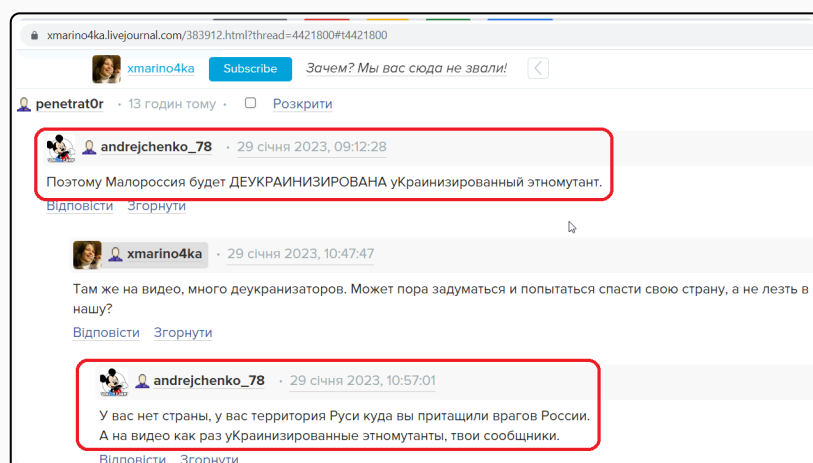 xmarino4ka.livejournal.com/383912.html?thread=4421800#t4421800
xmarino4ka Subscribe Зачем? Мы вас сюда не звали!
penetrat0r · 13 годин тому · Розкрити
andrejchenko_78 · 29 січня 2023, 09:12:28
Поэтому Малороссия будет ДЕУКРАИНИЗИРОВАНА уКраинизированный этномутант.
Відповісти Згорнути
xmarino4ka · 29 січня 2023, 10:47:47
Там же на видео, много деукранизаторов. Может пора задуматься и попытаться спасти свою страну, а не лезть в
нашу?
Відповісти Згорнути
andrejchenko_78 · 29 січня 2023, 10:57:01
У вас нет страны, у вас территория Руси куда вы притащили врагов России.
А на видео как раз уКраинизированные этномутанты, твои сообщники.
Відповісти Згорнути